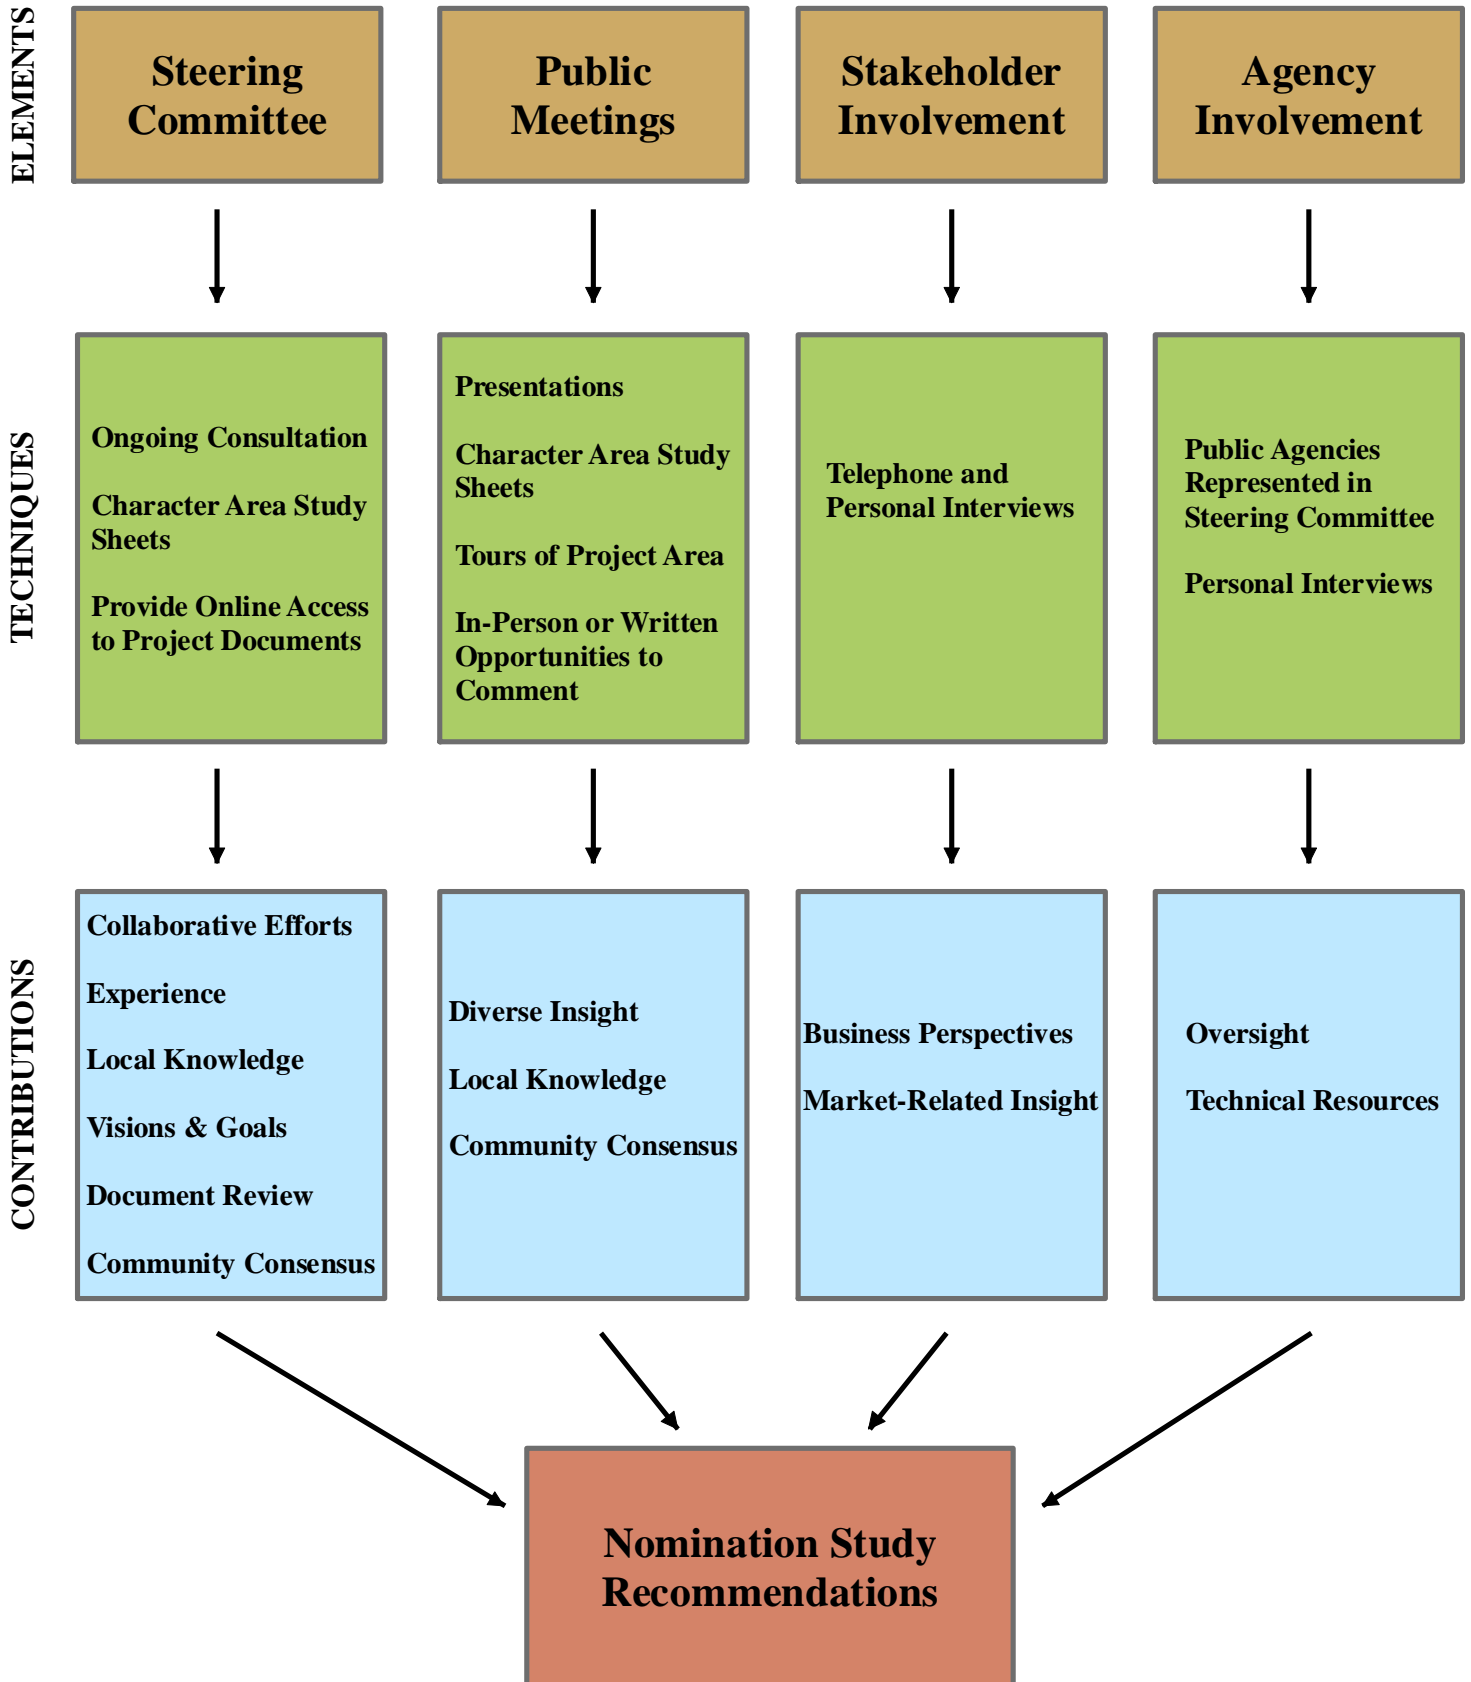 ELEMENTS
Steering
Committee
Public
Meetings
Stakeholder
Involvement
Agency
Involvement
TECHNIQUES
Ongoing Consultation
Character Area Study
Sheets
Provide Online Access
to Project Documents
Presentations
Character Area Study
Sheets
Tours of Project Area
In-Person or Written
Opportunities to
Comment
Telephone and
Personal Interviews
Public Agencies
Represented in
Steering Committee
Personal Interviews
CONTRIBUTIONS
Collaborative Efforts
Experience
Local Knowledge
Visions & Goals
Document Review
Community Consensus
Diverse Insight
Local Knowledge
Community Consensus
Business Perspectives
Market-Related Insight
Oversight
Technical Resources
Nomination Study
Recommendations